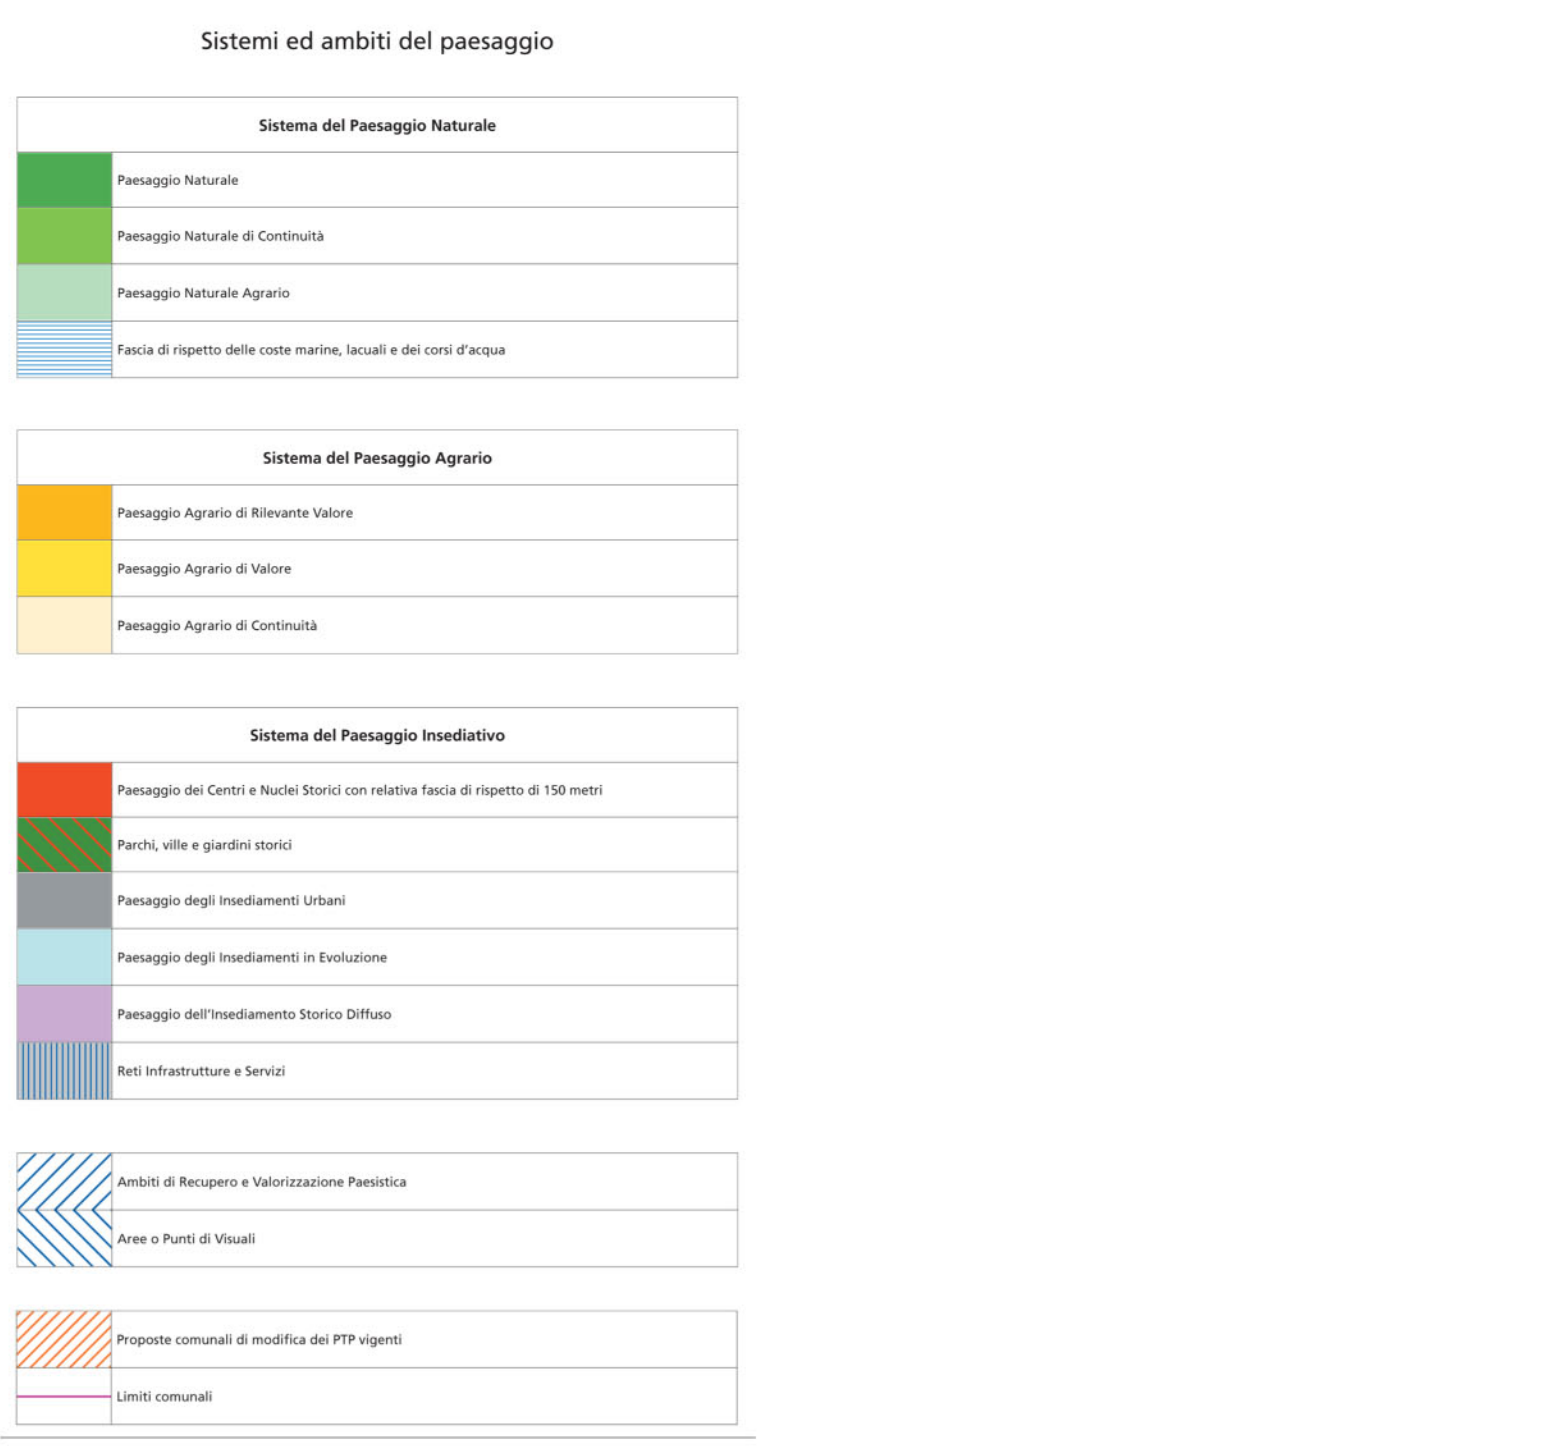 Sistemi ed ambiti del paesaggio
Sistema del Paesaggio Naturale
Paesaggio Naturale
Paesaggio Naturale di Continuità
Paesaggio Naturale Agrario
Fascia di rispetto delle coste marine, lacuali e dei corsi d'acqua
Sistema del Paesaggio Agrario
Paesaggio Agrario di Rilevante Valore
Paesaggio Agrario di Valore
Paesaggio Agrario di Continuità
Sistema del Paesaggio Insediativo
Paesaggio dei Centri e Nuclei Storici con relativa fascia di rispetto di 150 metri
Parchi, ville e giardini storici
Paesaggio degli Insediamenti Urbani
Paesaggio degli Insediamenti in Evoluzione
Paesaggio dell'Insediamento Storico Diffuso
Reti Infrastrutture e Servizi
Ambiti di Recupero e Valorizzazione Paesistica
Aree o Punti di Visuali
Proposte comunali di modifica dei PTP vigenti
Limiti comunali